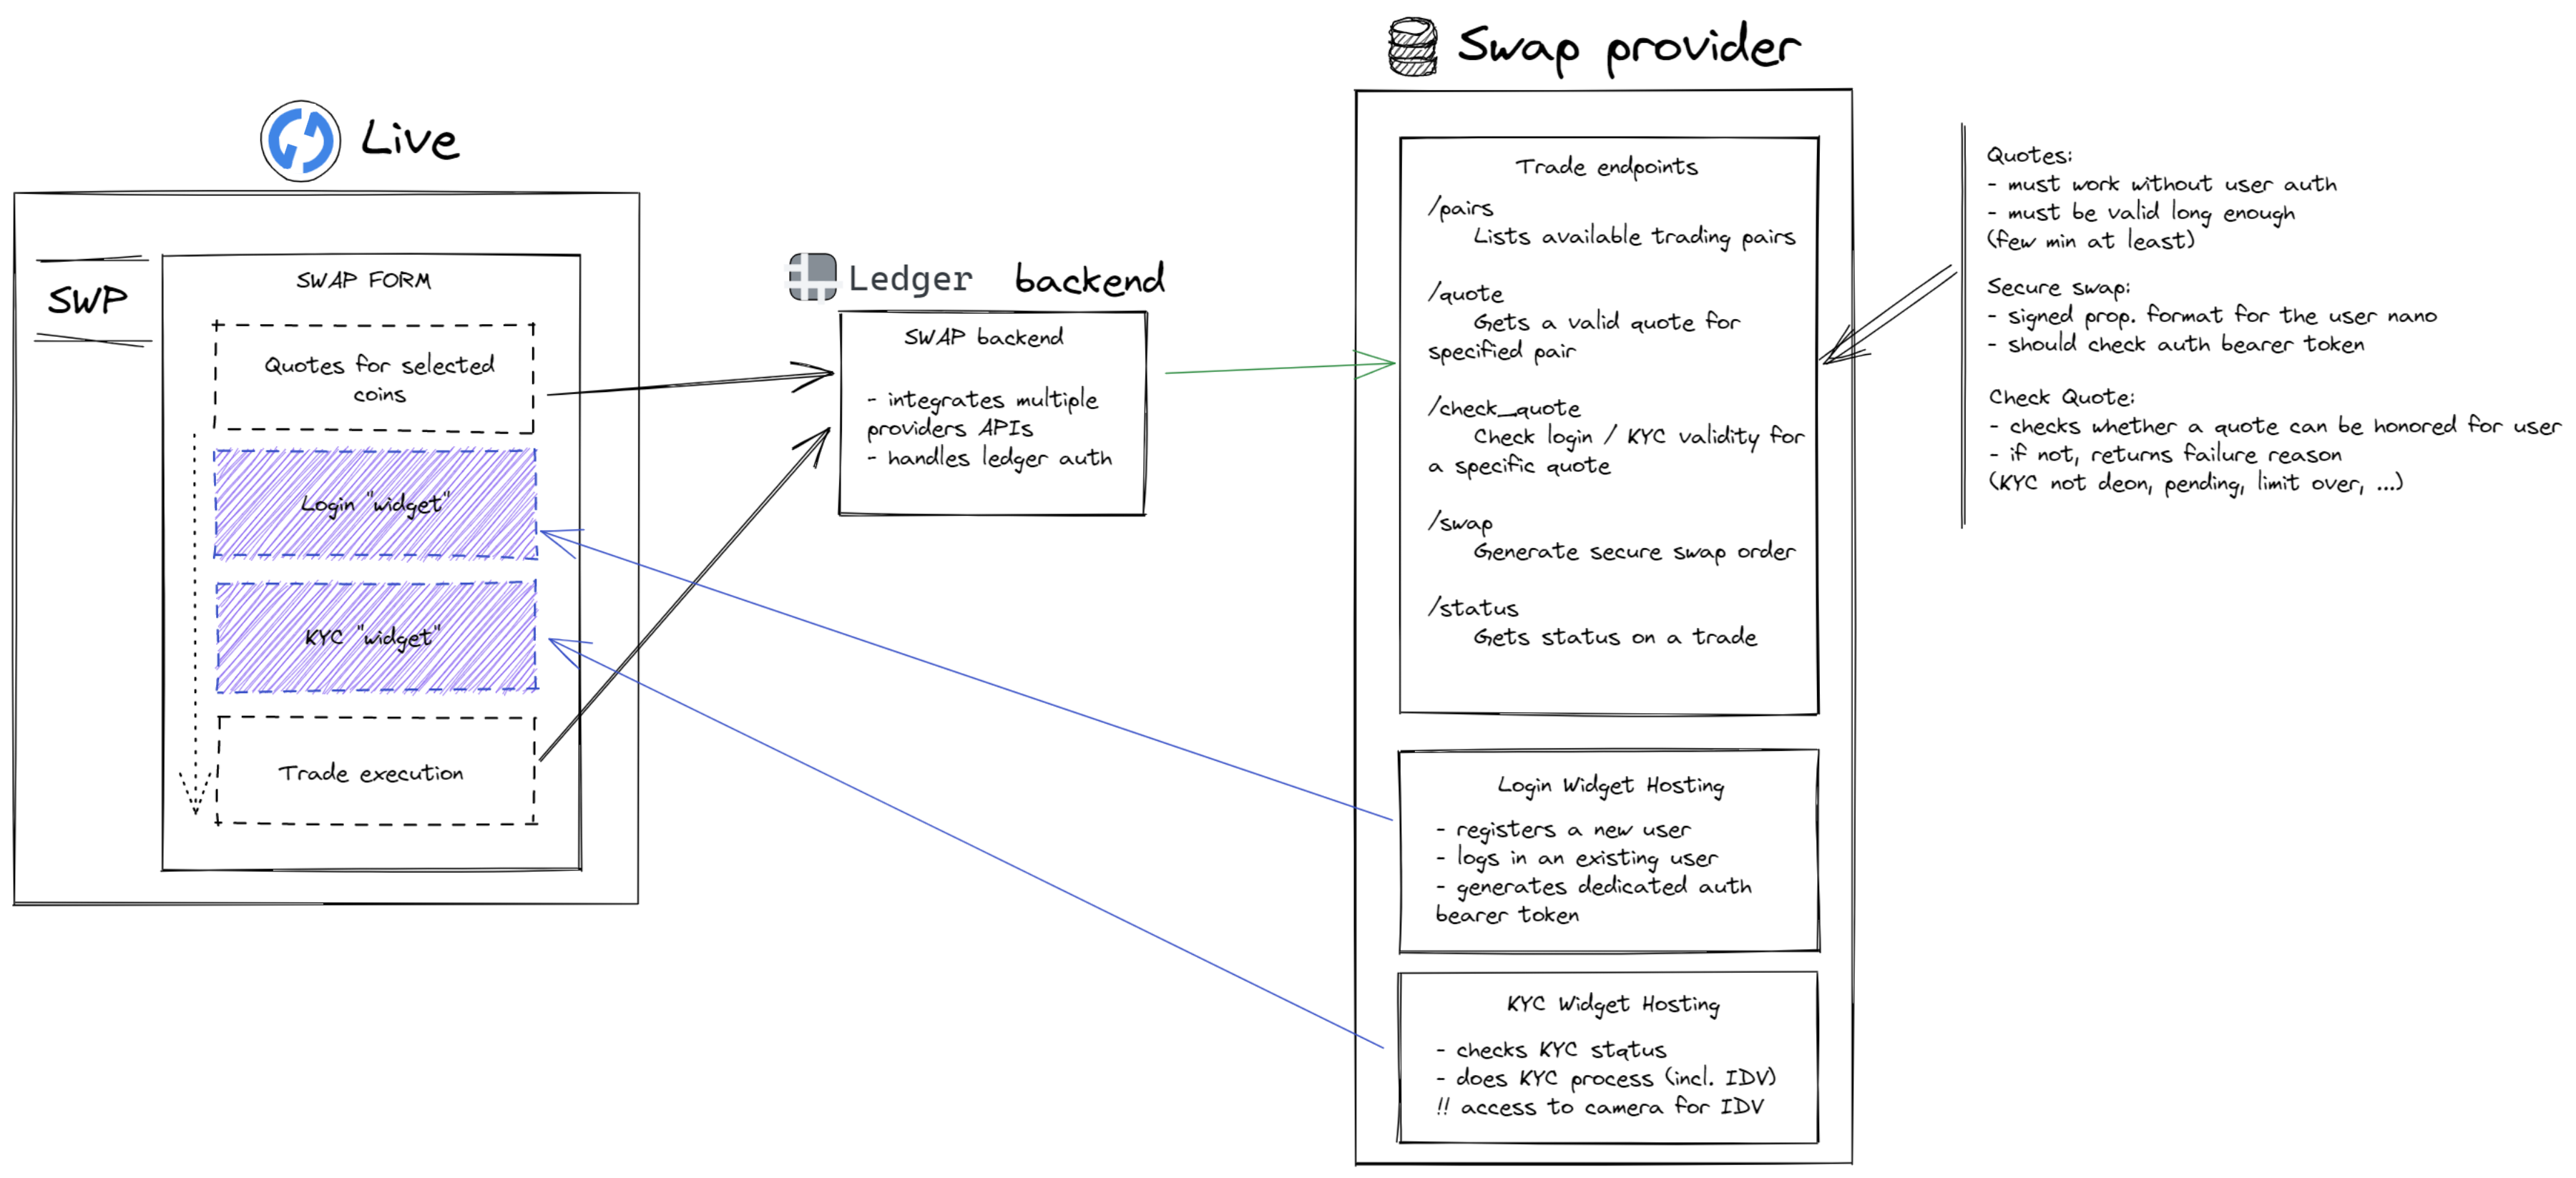 Live
SWP
SWAP FORM
Quotes for selected
coins
Login "widget"
KYC "widget"
Trade execution
Ledger backend
SWAP backend
- integrates multiple
providers APIs
- handles ledger auth
Swap provider
Trade endpoints
/pairs
Lists available trading pairs
/quote
Gets a valid quote for
specified pair
/check_quote
Check login / KYC validity for
a specific quote
/swap
Generate secure swap order
/status
Gets status on a trade
Login Widget Hosting
- registers a new user
- logs in an existing user
- generates dedicated auth
bearer token
KYC Widget Hosting
- checks KYC status
- does KYC process (incl. IDV)
!! access to camera for IDV
Quotes:
- must work without user auth
- must be valid long enough
(few min at least)
Secure swap:
- signed prop. format for the user nano
- should check auth bearer token
Check Quote:
- checks whether a quote can be honored for user
- if not, returns failure reason
(KYC not deon, pending, limit over, ...)